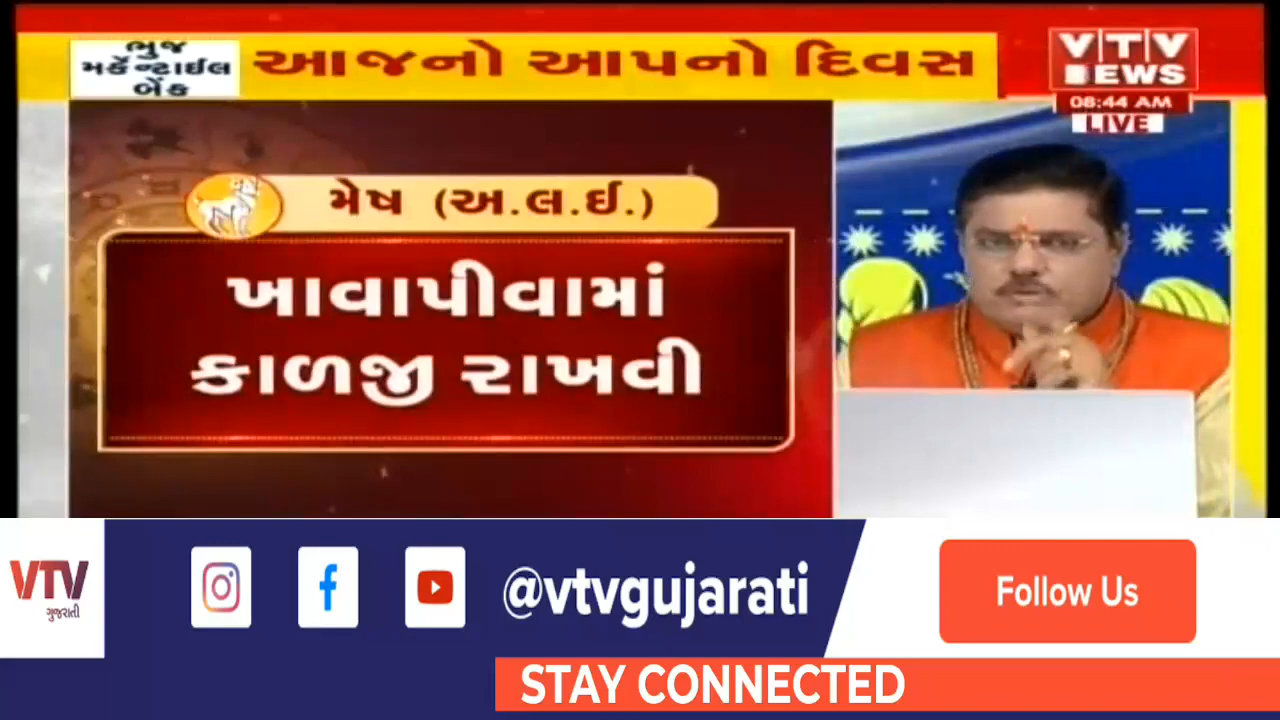 ભુજ
મર્કેન્ટાઈલ
બેંક
આજનો આપનો દિવસ
VTV
NEWS
08:44 AM
LIVE
મેષ (અ.લ.ઈ.)
ખાવાપીવામાં
કાળજી રાખવી
VTV
ગુજરાતી
@vtvgujarati
Follow Us
STAY CONNECTED